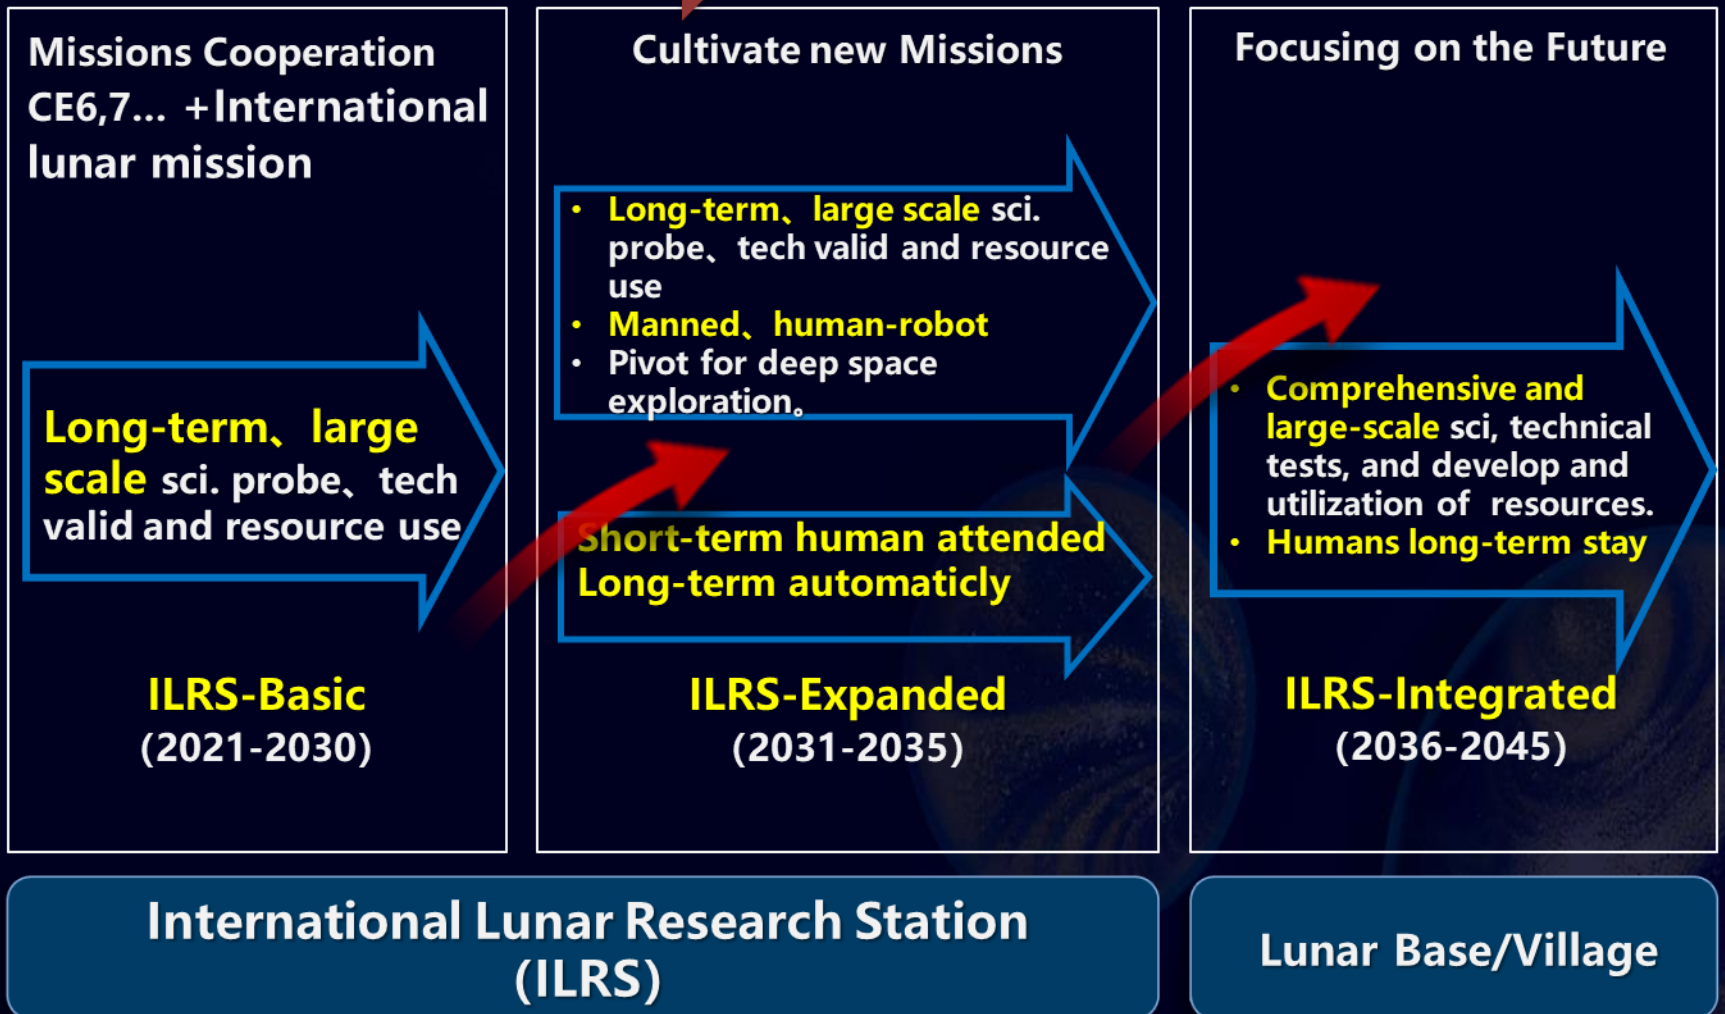 Missions Cooperation
CE6,7... +International
lunar mission
Long-term、large
scale sci. probe、tech
valid and resource use
ILRS-Basic
(2021-2030)
Cultivate new Missions
• Long-term、large scale sci.
probe、tech valid and resource
use
• Manned、human-robot
• Pivot for deep space
exploration。
Short-term human attended
Long-term automaticly
ILRS-Expanded
(2031-2035)
Focusing on the Future
• Comprehensive and
large-scale sci, technical
tests, and develop and
utilization of resources.
• Humans long-term stay
ILRS-Integrated
(2036-2045)
International Lunar Research Station
(ILRS)
Lunar Base/Village